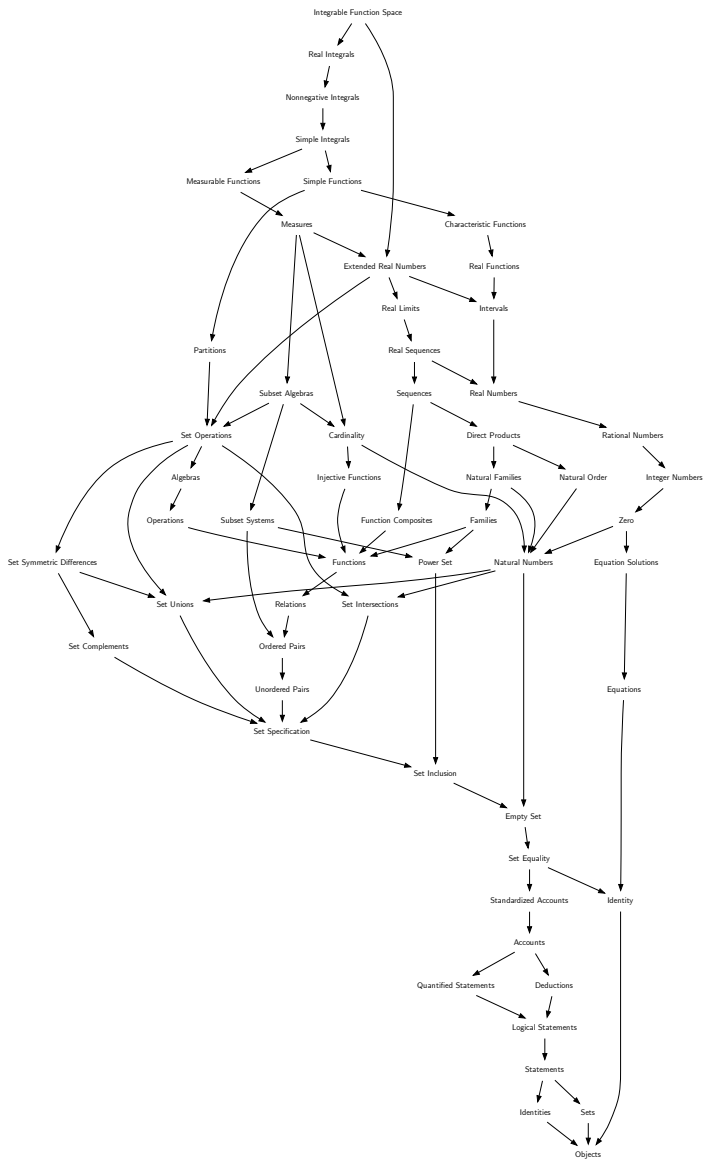 Integrable Function Space
Real Integrals
Nonnegative Integrals
Simple Integrals
Measurable Functions
Simple Functions
Measures
Characteristic Functions
Extended Real Numbers
Real Functions
Real Limits
Intervals
Partitions
Real Sequences
Subset Algebras
Sequences
Real Numbers
Set Operations
Cardinality
Direct Products
Rational Numbers
Algebras
Injective Functions
Natural Families
Natural Order
Integer Numbers
Operations
Subset Systems
Function Composites
Families
Zero
Set Symmetric Differences
Functions
Power Set
Natural Numbers
Equation Solutions
Set Unions
Relations
Set Intersections
Set Complements
Ordered Pairs
Unordered Pairs
Equations
Set Specification
Set Inclusion
Empty Set
Set Equality
Standardized Accounts
Identity
Accounts
Quantified Statements
Deductions
Logical Statements
Statements
Identities
Sets
Objects